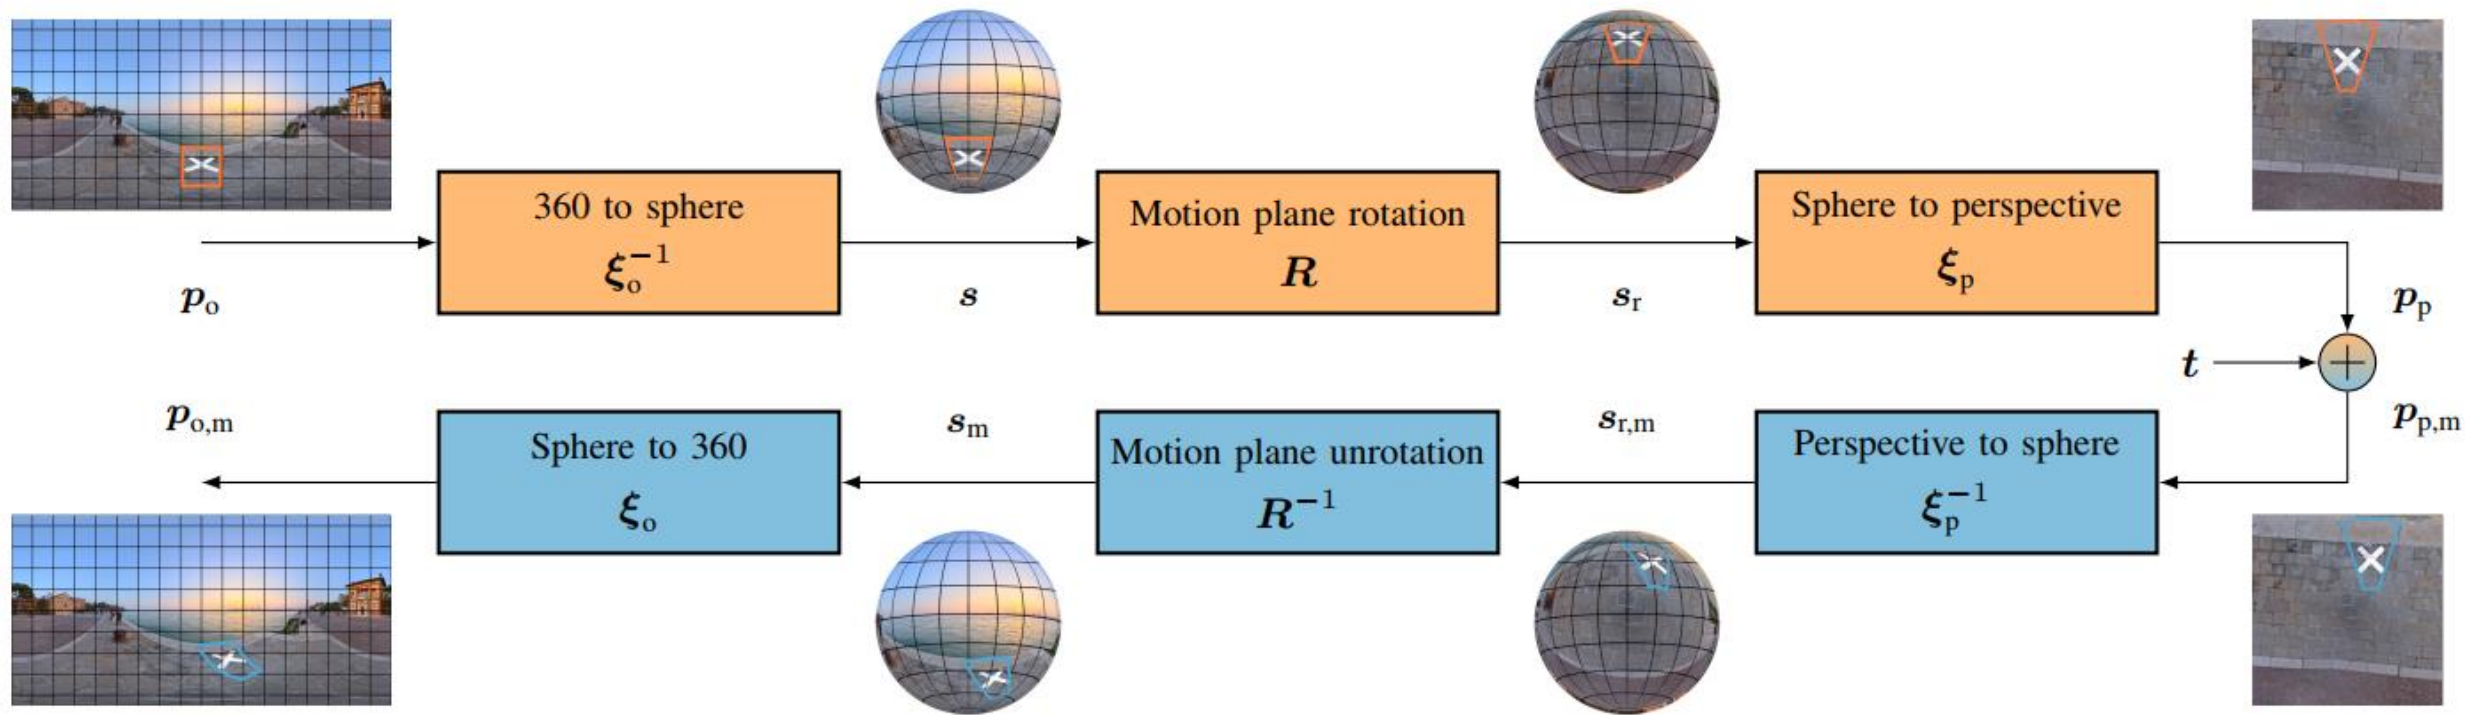 360 to sphere
ξₒ⁻¹
Motion plane rotation
R
Sphere to perspective
ξₚ
pₒ
s
sᵣ
pₚ
t
+
pₒ,ₘ
sₘ
sᵣ,ₘ
pₚ,ₘ
Sphere to 360
ξₒ
Motion plane unrotation
R⁻¹
Perspective to sphere
ξₚ⁻¹